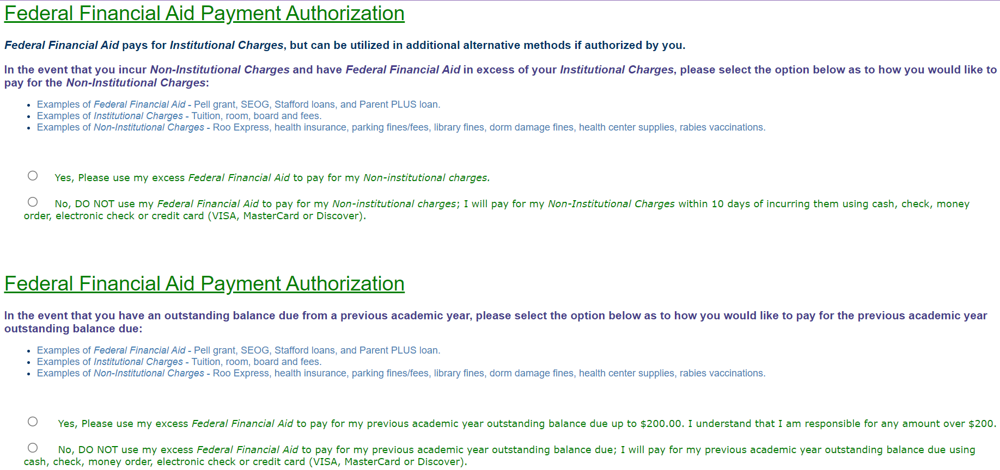 Federal Financial Aid Payment Authorization
Federal Financial Aid pays for Institutional Charges, but can be utilized in additional alternative methods if authorized by you.
In the event that you incur Non-Institutional Charges and have Federal Financial Aid in excess of your Institutional Charges, please select the option below as to how you would like to
pay for the Non-Institutional Charges:
• Examples of Federal Financial Aid - Pell grant, SEOG, Stafford loans, and Parent PLUS loan.
• Examples of Institutional Charges - Tuition, room, board and fees.
• Examples of Non-Institutional Charges - Roo Express, health insurance, parking fines/fees, library fines, dorm damage fines, health center supplies, rabies vaccinations.
Yes, Please use my excess Federal Financial Aid to pay for my Non-institutional charges.
No, DO NOT use my Federal Financial Aid to pay for my Non-institutional charges; I will pay for my Non-Institutional Charges within 10 days of incurring them using cash, check, money
order, electronic check or credit card (VISA, MasterCard or Discover).
Federal Financial Aid Payment Authorization
In the event that you have an outstanding balance due from a previous academic year, please select the option below as to how you would like to pay for the previous academic year
outstanding balance due:
• Examples of Federal Financial Aid - Pell grant, SEOG, Stafford loans, and Parent PLUS loan.
• Examples of Institutional Charges - Tuition, room, board and fees.
• Examples of Non-Institutional Charges - Roo Express, health insurance, parking fines/fees, library fines, dorm damage fines, health center supplies, rabies vaccinations.
Yes, Please use my excess Federal Financial Aid to pay for my previous academic year outstanding balance due up to $200.00. I understand that I am responsible for any amount over $200.
No, DO NOT use my excess Federal Financial Aid to pay for my previous academic year outstanding balance due; I will pay for my previous academic year outstanding balance due using
cash, check, money order, electronic check or credit card (VISA, MasterCard or Discover).